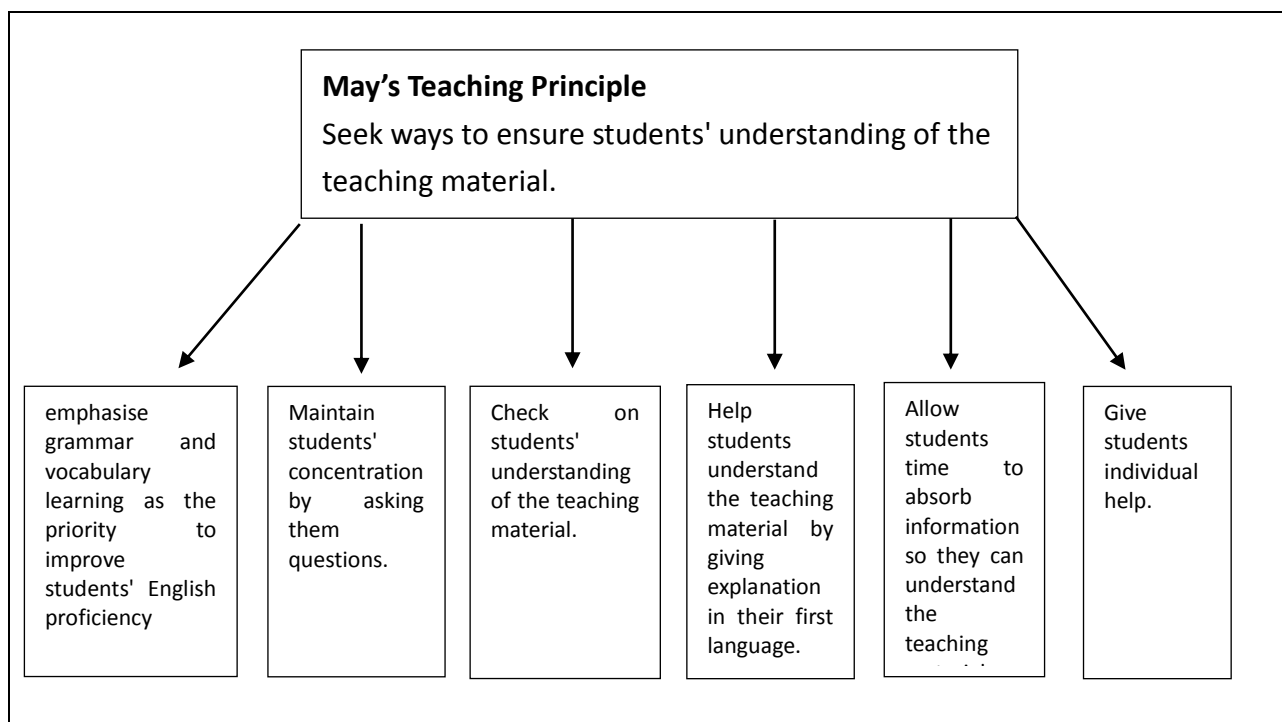 May's Teaching Principle
Seek ways to ensure students' understanding of the
teaching material.
emphasise
grammar and
vocabulary
learning as the
priority to
improve
students' English
proficiency
Maintain
students'
concentration
by asking
them
questions.
Check on
students'
understanding
of the teaching
material.
Help
students
understand
the teaching
material by
giving
explanation
in their first
language.
Allow
students
time to
absorb
information
so they can
understand
the
teaching
Give
students
individual
help.